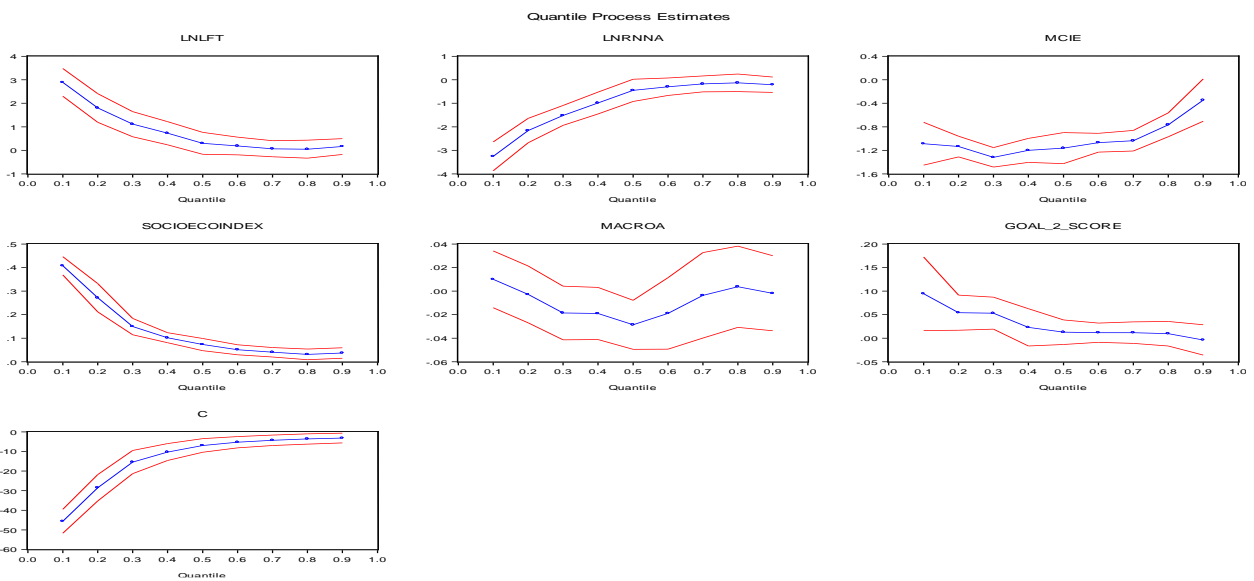 Quantile Process Estimates
LNLFT
4
3
2
1
0
-1
0.0 0.1 0.2 0.3 0.4 0.5 0.6 0.7 0.8 0.9 1.0
Quantile
LNRNNA
1
0
-1
-2
-3
-4
0.0 0.1 0.2 0.3 0.4 0.5 0.6 0.7 0.8 0.9 1.0
Quantile
MCIE
0.4
0.0
-0.4
-0.8
-1.2
-1.6
0.0 0.1 0.2 0.3 0.4 0.5 0.6 0.7 0.8 0.9 1.0
Quantile
SOCIOECOINDEX
.5
.4
.3
.2
.1
.0
0.0 0.1 0.2 0.3 0.4 0.5 0.6 0.7 0.8 0.9 1.0
Quantile
MACROA
.04
.02
.00
-.02
-.04
-.06
0.0 0.1 0.2 0.3 0.4 0.5 0.6 0.7 0.8 0.9 1.0
Quantile
GOAL_2_SCORE
.20
.15
.10
.05
.00
-.05
0.0 0.1 0.2 0.3 0.4 0.5 0.6 0.7 0.8 0.9 1.0
Quantile
C
0
-10
-20
-30
-40
-50
-60
0.0 0.1 0.2 0.3 0.4 0.5 0.6 0.7 0.8 0.9 1.0
Quantile